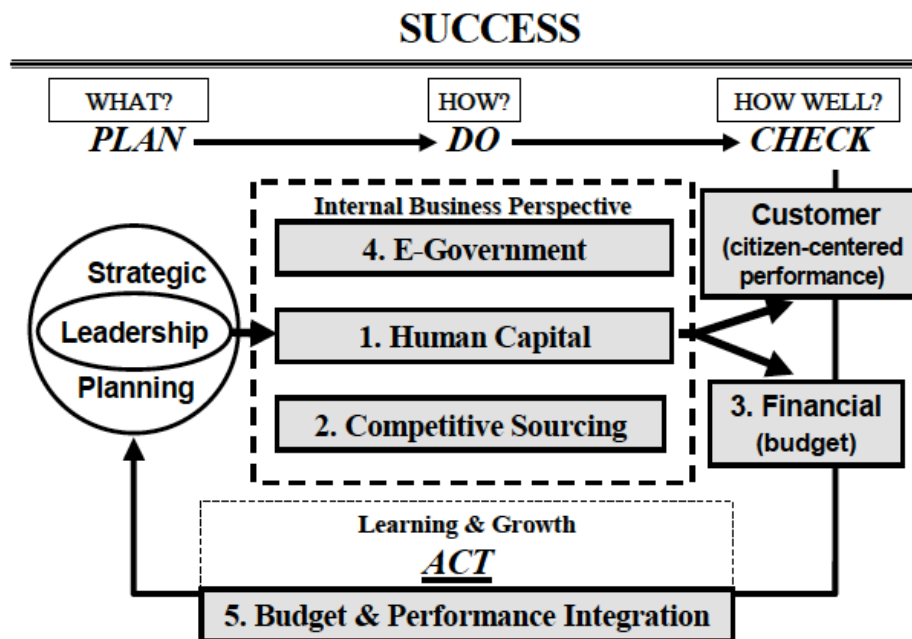 SUCCESS
WHAT?
HOW?
HOW WELL?
PLAN
DO
CHECK
Strategic
Leadership
Planning
Internal Business Perspective
4. E-Government
1. Human Capital
2. Competitive Sourcing
Customer
(citizen-centered
performance)
3. Financial
(budget)
Learning & Growth
ACT
5. Budget & Performance Integration